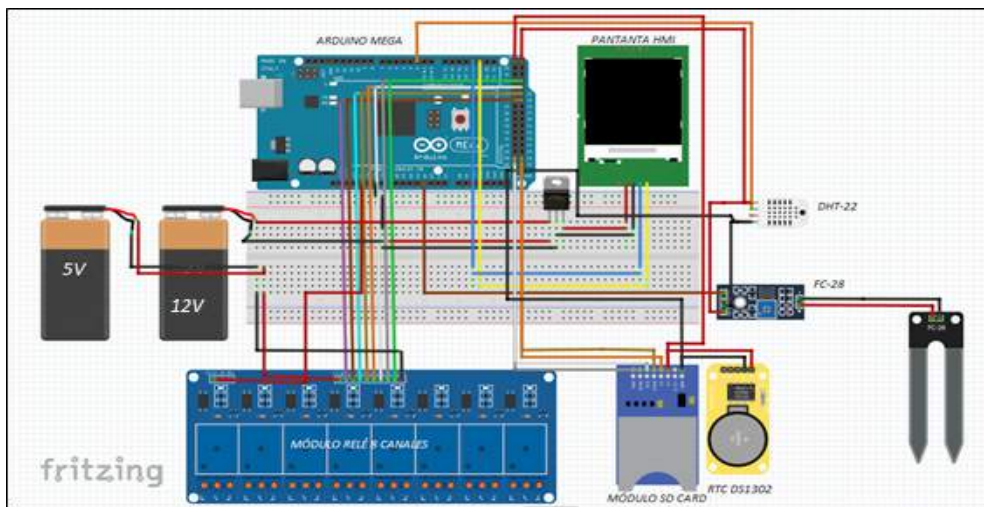 ARDUINO MEGA
PANTANTA HMI
MEGA
DHT-22
5V
12V
FC-28
FC-28
MÓDULO RELÉ 8 CANALES
fritzing
MÓDULO SD CARD
RTC DS1302